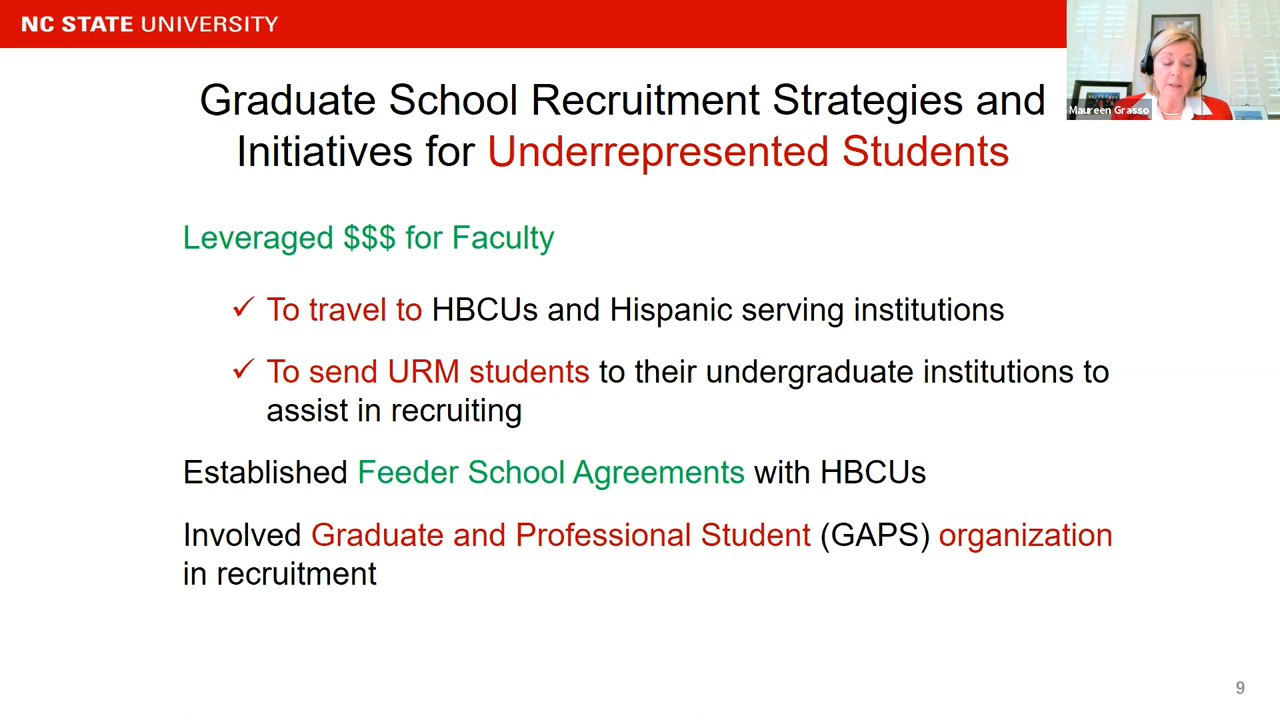 NC STATE UNIVERSITY
Maureen Grasso
Graduate School Recruitment Strategies and
Initiatives for Underrepresented Students
Leveraged $$$ for Faculty
✓ To travel to HBCUs and Hispanic serving institutions
✓ To send URM students to their undergraduate institutions to
assist in recruiting
Established Feeder School Agreements with HBCUs
Involved Graduate and Professional Student (GAPS) organization
in recruitment
9